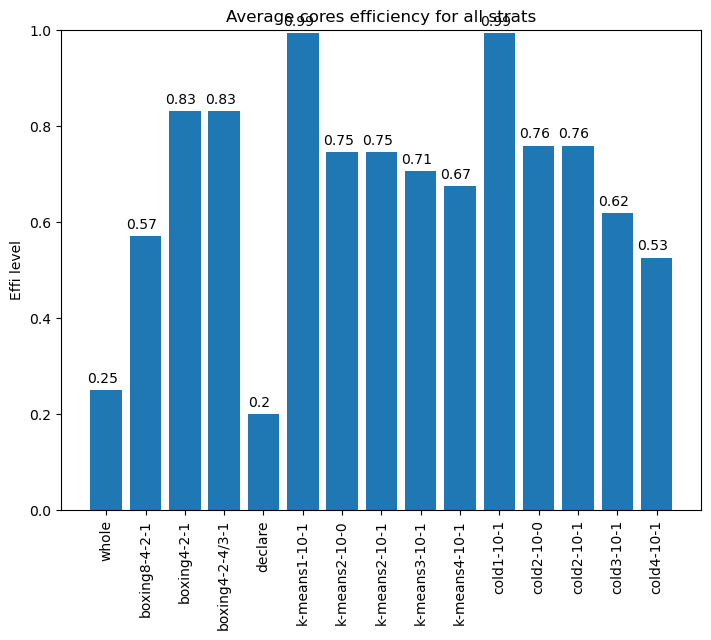 Average cores efficiency for all strats
Effi level
1.0
0.8
0.6
0.4
0.2
0.0
0.25
0.57
0.83
0.83
0.2
0.99
0.75
0.75
0.71
0.67
0.99
0.76
0.76
0.62
0.53
whole
boxing8-4-2-1
boxing4-2-1
boxing4-2-4/3-1
declare
k-means1-10-1
k-means2-10-0
k-means2-10-1
k-means3-10-1
k-means4-10-1
cold1-10-1
cold2-10-0
cold2-10-1
cold3-10-1
cold4-10-1